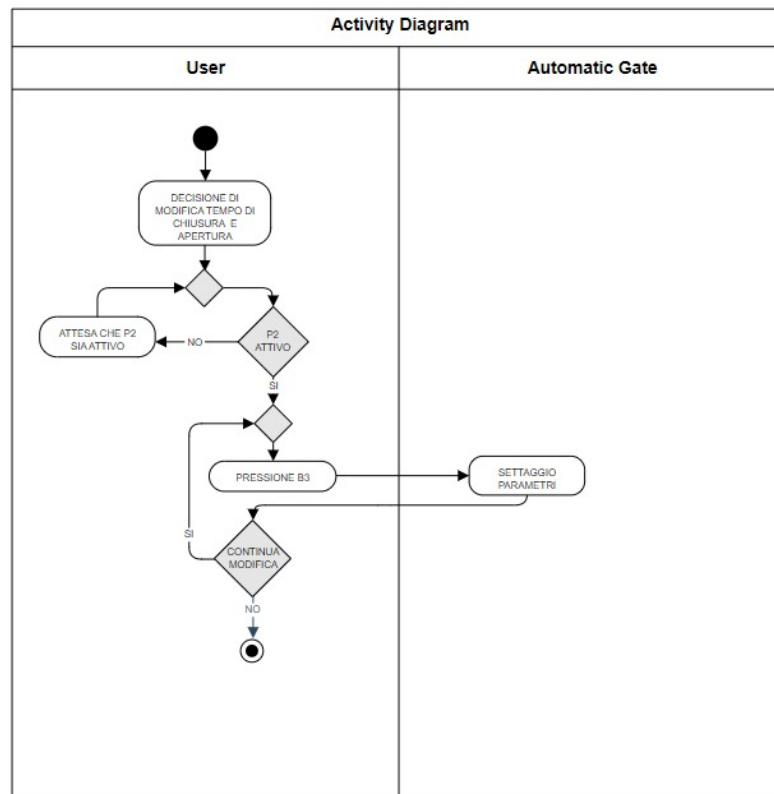 Activity Diagram
User
Automatic Gate
DECISIONE DI
MODIFICA TEMPO DI
CHIUSURA E
APERTURA
ATTESA CHE P2
SIA ATTIVO
NO
P2
ATTIVO
SI
PRESSIONE B3
SETTAGGIO
PARAMETRI
SI
CONTINUA
MODIFICA
NO